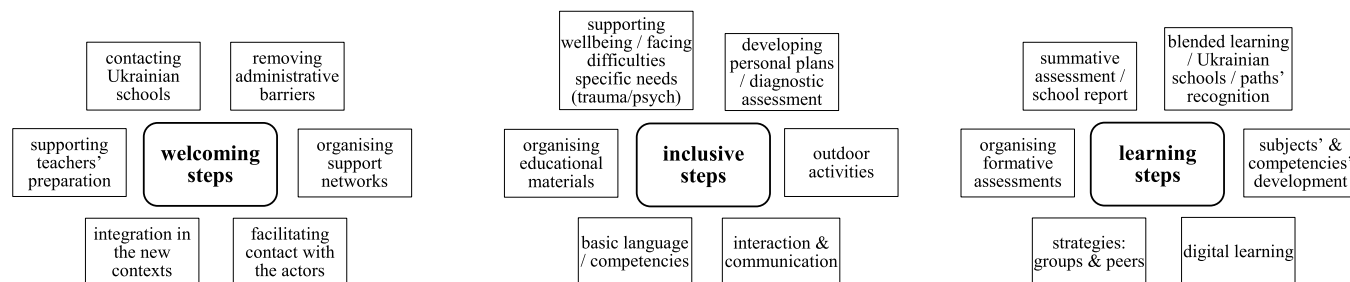 contacting
Ukrainian
schools
removing
administrative
barriers
supporting
teachers’
preparation
welcoming
steps
organising
support
networks
integration in
the new
contexts
facilitating
contact with
the actors
supporting
wellbeing / facing
difficulties
specific needs
(trauma/psych)
developing
personal plans
/ diagnostic
assessment
organising
educational
materials
inclusive
steps
outdoor
activities
basic language
/ competencies
interaction &
communication
summative
assessment /
school report
blended learning
/ Ukrainian
schools / paths’
recognition
organising
formative
assessments
learning
steps
subjects’ &
competencies’
development
strategies:
groups & peers
digital learning